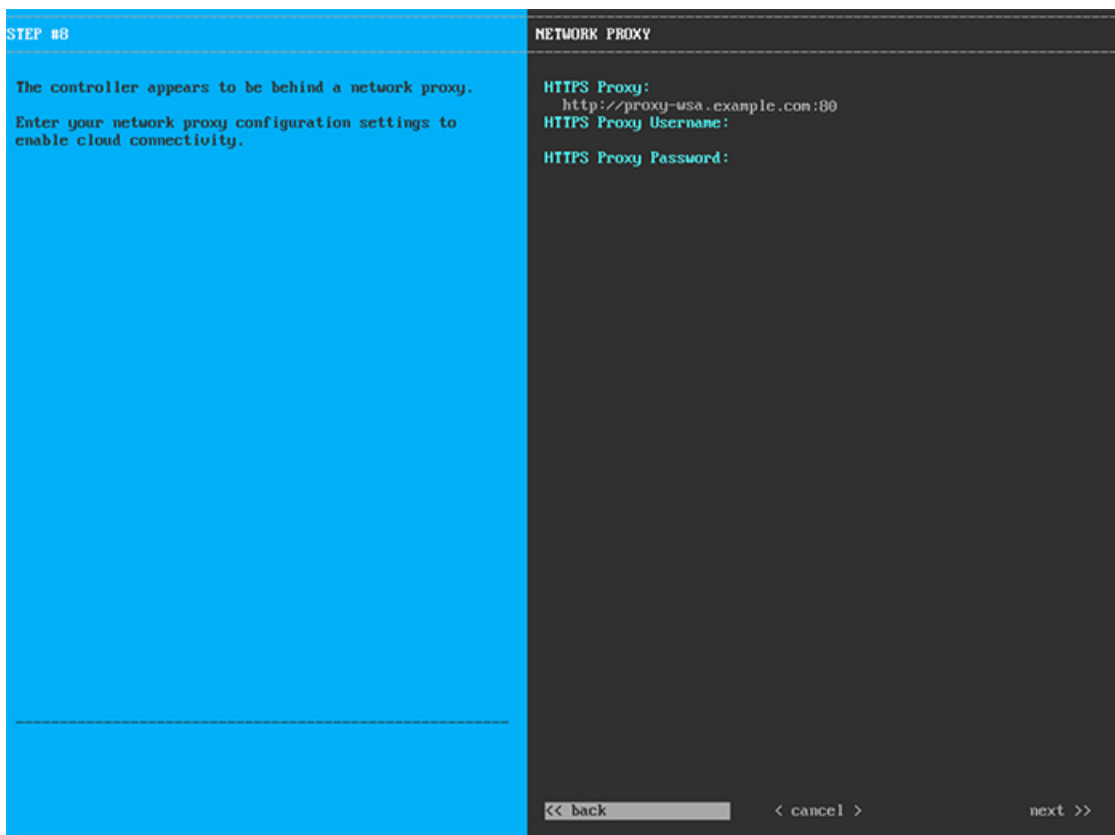 STEP #8
The controller appears to be behind a network proxy.
Enter your network proxy configuration settings to
enable cloud connectivity.
NETWORK PROXY
HTTPS Proxy:
http://proxy-wsa.example.com:80
HTTPS Proxy Username:
HTTPS Proxy Password:
<< back
< cancel >
next >>